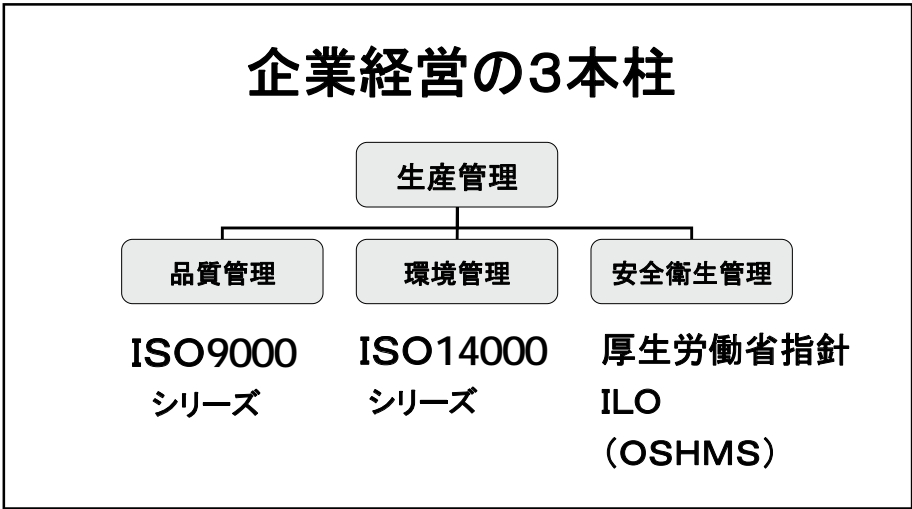 企業経営の3本柱
生産管理
品質管理
環境管理
安全衛生管理
ISO9000
シリーズ
ISO14000
シリーズ
厚生労働省指針
ILO
（OSHMS）